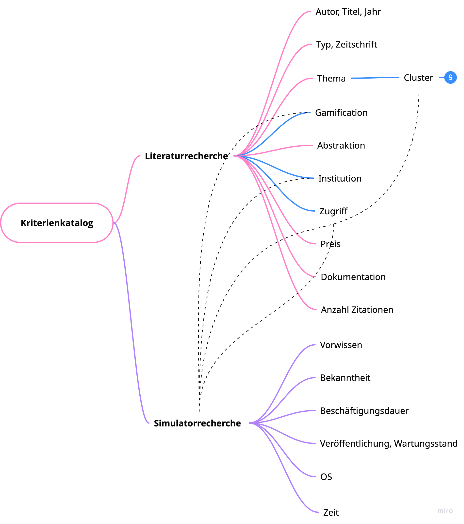 Kriterienkatalog
Literaturrecherche
Autor, Titel, Jahr
Typ, Zeitschrift
Thema
Cluster
5
Gamification
Abstraktion
Institution
Zugriff
Preis
Dokumentation
Anzahl Zitationen
Simulatorrecherche
Vorwissen
Bekanntheit
Beschäftigungsdauer
Veröffentlichung, Wartungsstand
OS
Zeit
miro